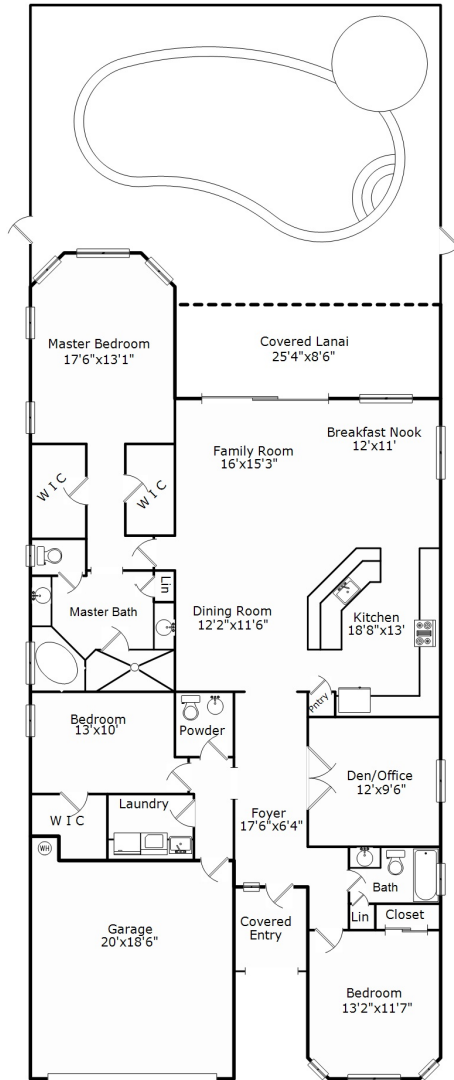 Master Bedroom
17'6"x13'1"
Covered Lanai
25'4"x8'6"
Family Room
16'x15'3"
Breakfast Nook
12'x11'
W I C
W I C
Lin
Master Bath
Dining Room
12'2"x11'6"
Kitchen
18'8"x13'
Pntry
Bedroom
13'x10'
Powder
Den/Office
12'x9'6"
W I C
Laundry
Foyer
17'6"x6'4"
WH
Bath
Lin
Closet
Covered
Entry
Garage
20'x18'6"
Bedroom
13'2"x11'7"